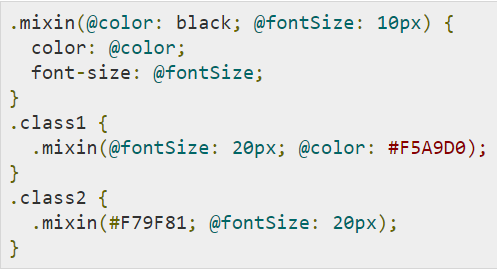 .mixin(@color: black; @fontSize: 10px) {
  color: @color;
  font-size: @fontSize;
}
.class1 {
  .mixin(@fontSize: 20px; @color: #F5A9D0);
}
.class2 {
  .mixin(#F79F81; @fontSize: 20px);
}